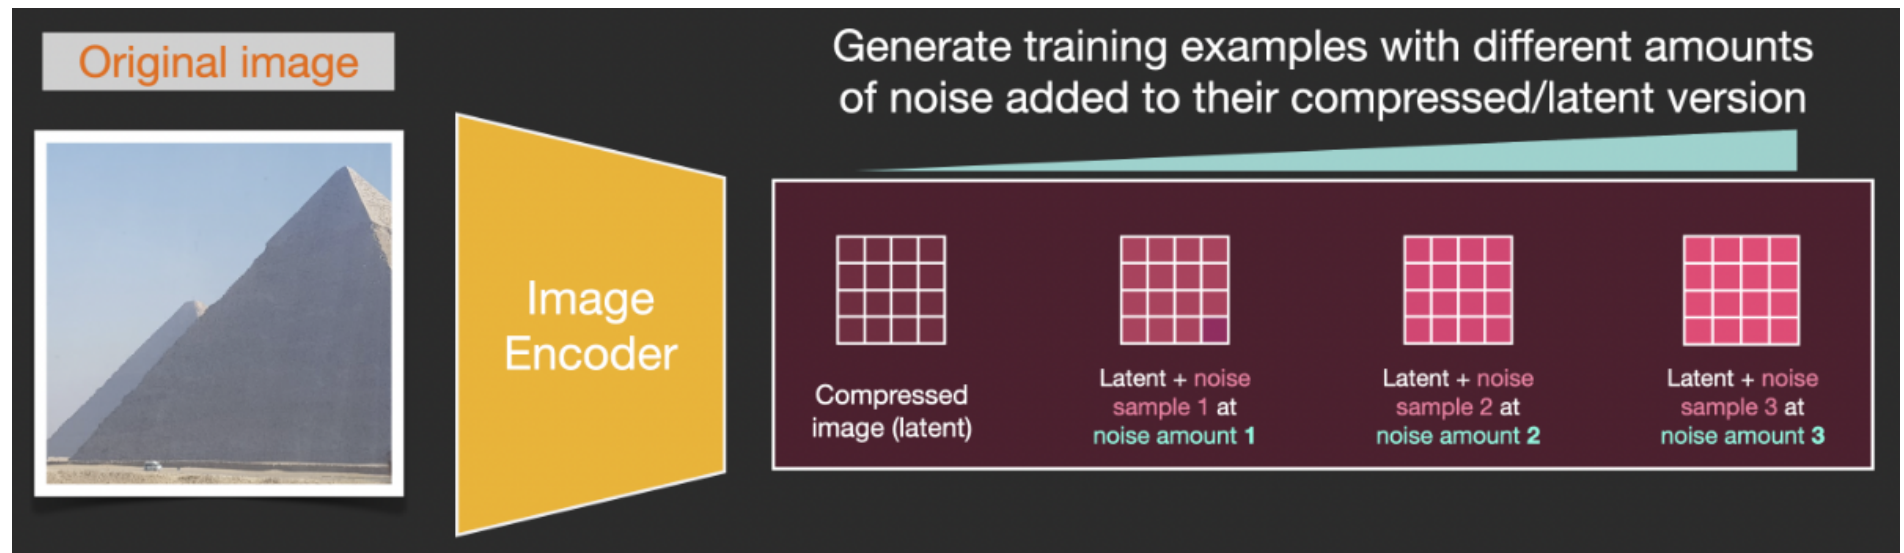 Original image
Generate training examples with different amounts
of noise added to their compressed/latent version
Image
Encoder
Compressed
image (latent)
Latent + noise
sample 1 at
noise amount 1
Latent + noise
sample 2 at
noise amount 2
Latent + noise
sample 3 at
noise amount 3